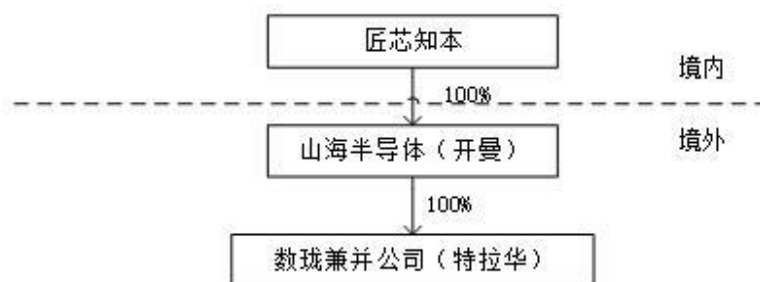 匠芯知本
境内
100%
山海半导体（开曼）
境外
100%
数珑兼并公司（特拉华）